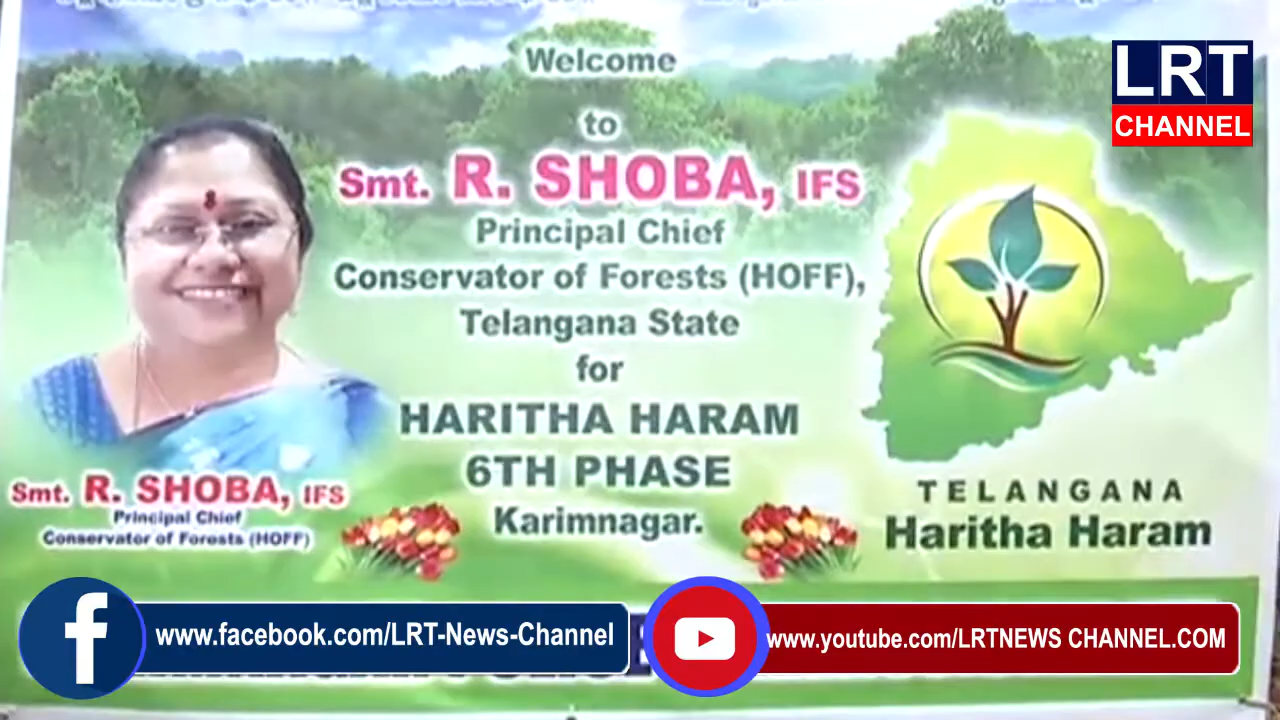 Welcome
to
Smt. R. SHOBA, IFS
Principal Chief
Conservator of Forests (HOFF),
Telangana State
for
HARITHA HARAM
6TH PHASE
Karimnagar.
Smt. R. SHOBA, IFS
Principal Chief
Conservator of Forests (HOFF)
TELANGANA
Haritha Haram
LRT
CHANNEL
www.facebook.com/LRT-News-Channel
www.youtube.com/LRTNEWS CHANNEL.COM